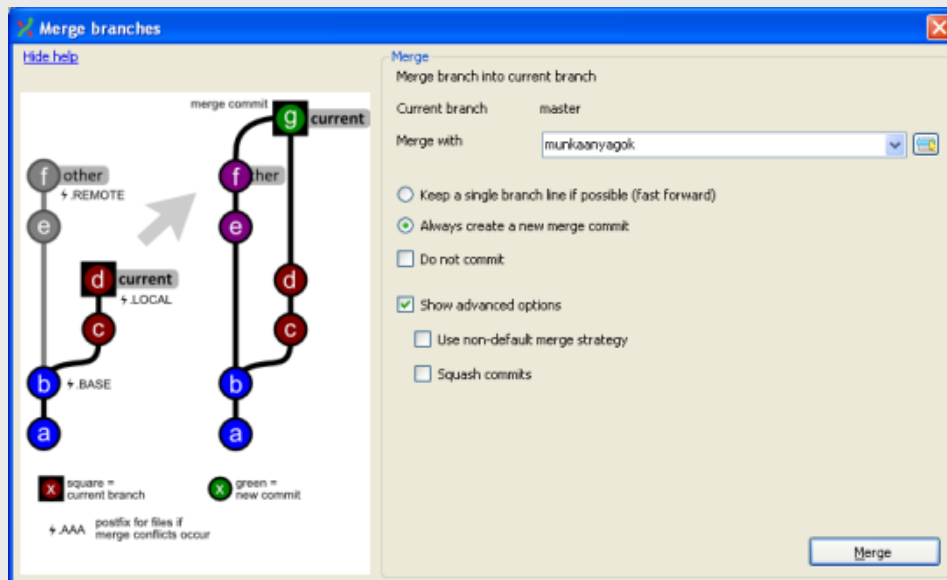 Merge branches
Hide help
merge commit
g current
f other
⚡.REMOTE
e
d current
⚡.LOCAL
c
b ⚡.BASE
a
f ther
e
d
c
b
a
x square =
current branch
x green =
new commit
⚡.AAA postfix for files if
merge conflicts occur
Merge
Merge branch into current branch
Current branch master
Merge with munkaanyagok
Keep a single branch line if possible (fast forward)
Always create a new merge commit
Do not commit
Show advanced options
Use non-default merge strategy
Squash commits
Merge